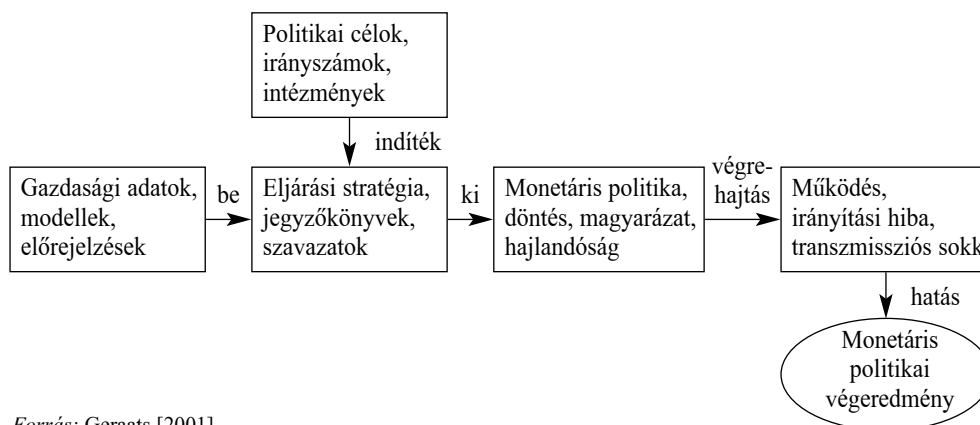 Politikai célok,
irányszámok,
intézmények
indíték
Gazdasági adatok,
modellek,
előrejelzések
be
Eljárási stratégia,
jegyzőkönyvek,
szavazatok
ki
Monetáris politika,
döntés, magyarázat,
hajlandóság
végre-
hajtás
Működés,
irányítási hiba,
transzmissziós sokk
hatás
Monetáris
politikai
végeredmény
Forrás: Geraats [2001]